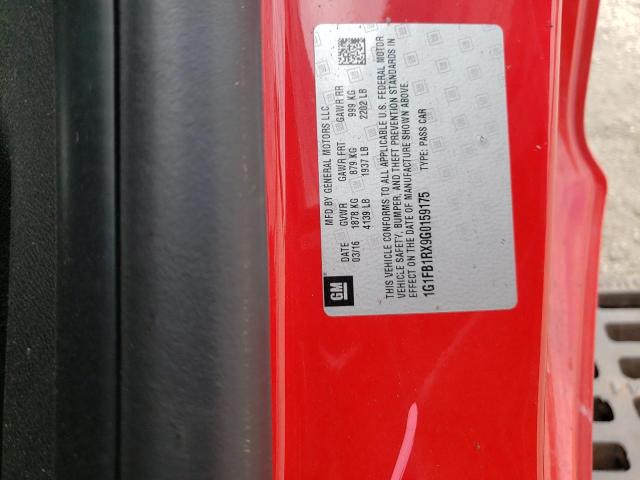 MFD BY GENERAL MOTORS LLC
DATE GVWR GAWR FRT GAWR RR
03/16 1878 KG 879 KG 999 KG
4139 LB 1937 LB 2202 LB
GM
THIS VEHICLE CONFORMS TO ALL APPLICABLE U.S. FEDERAL MOTOR
VEHICLE SAFETY, BUMPER, AND THEFT PREVENTION STANDARDS IN
EFFECT ON THE DATE OF MANUFACTURE SHOWN ABOVE.
1G1FB1RX9G0159175 TYPE: PASS CAR